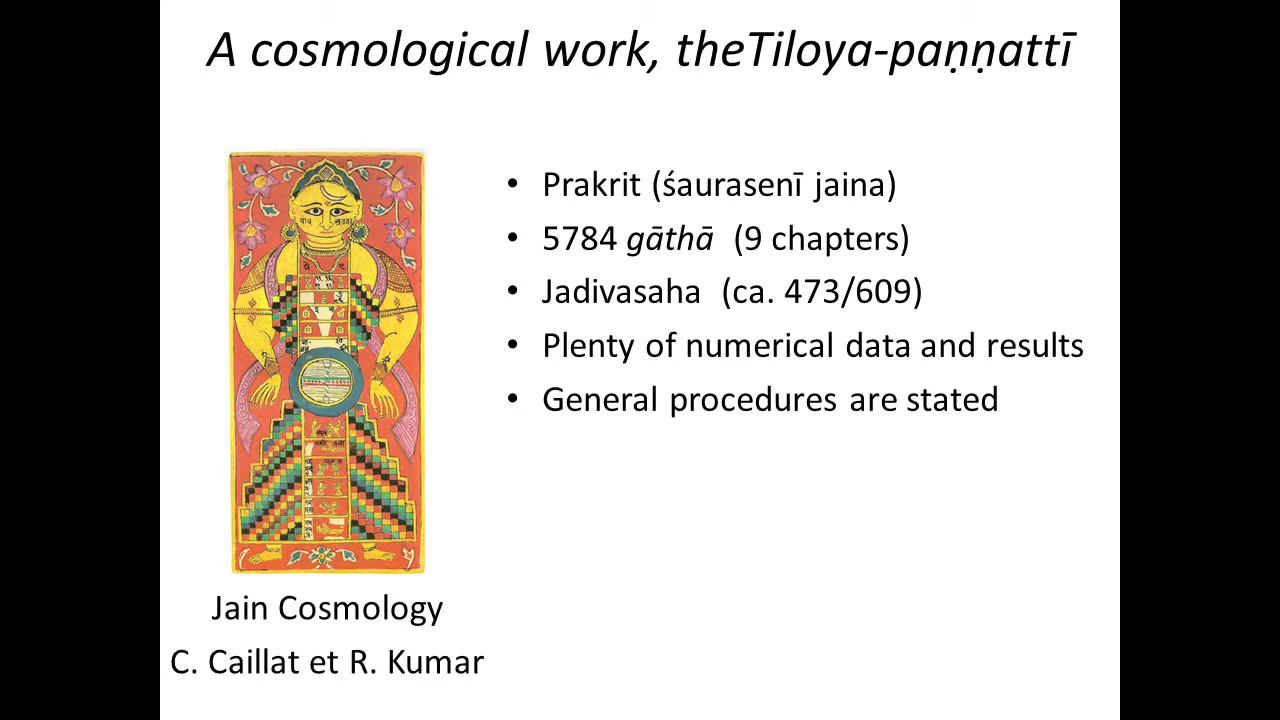 A cosmological work, theTiloya-paṇṇattī
• Prakrit (śaurasenī jaina)
• 5784 gāthā (9 chapters)
• Jadivasaha (ca. 473/609)
• Plenty of numerical data and results
• General procedures are stated
Jain Cosmology
C. Caillat et R. Kumar